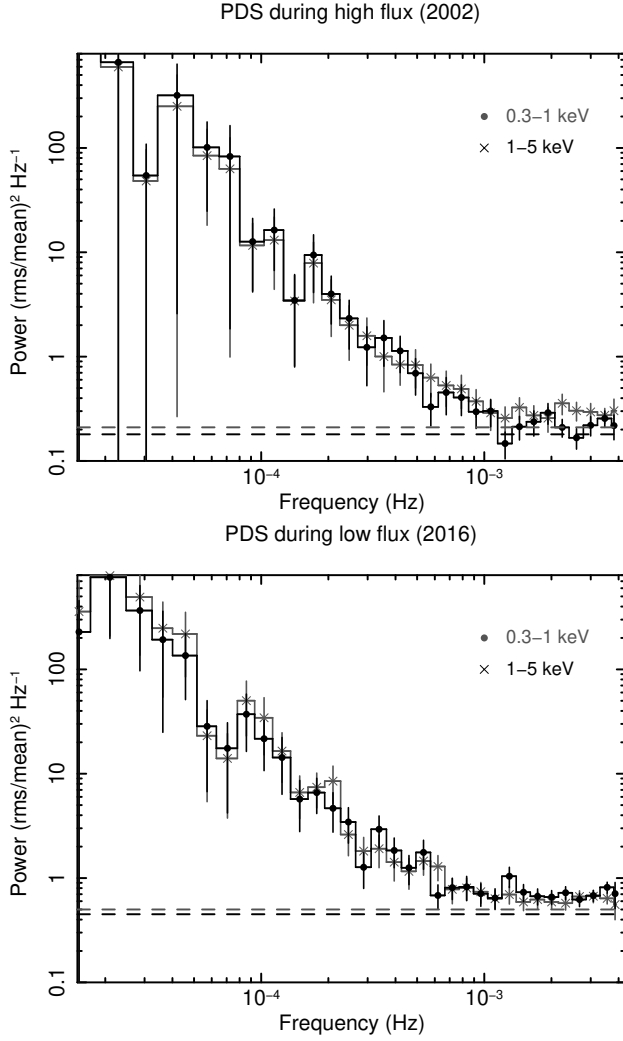 PDS during high flux (2002)
Power (rms/mean)² Hz⁻¹
100
10
1
0.1
0.3−1 keV
1−5 keV
10⁻⁴
10⁻³
Frequency (Hz)
PDS during low flux (2016)
Power (rms/mean)² Hz⁻¹
100
10
1
0.1
0.3−1 keV
1−5 keV
10⁻⁴
10⁻³
Frequency (Hz)